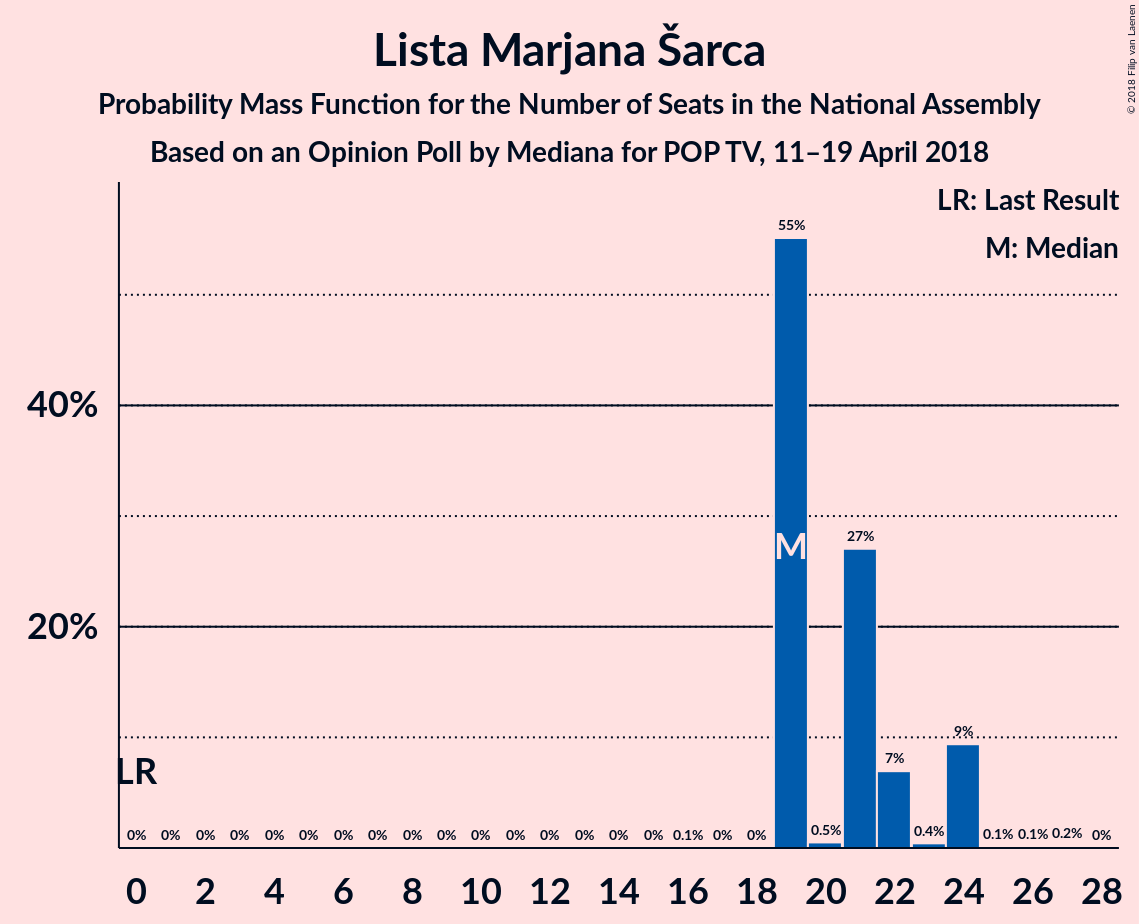 Lista Marjana Šarca
Probability Mass Function for the Number of Seats in the National Assembly
Based on an Opinion Poll by Mediana for POP TV, 11–19 April 2018
© 2018 Filip van Laenen
LR: Last Result
M: Median
55%
40%
M
27%
20%
9%
7%
LR
0% 0% 0% 0% 0% 0% 0% 0% 0% 0% 0% 0% 0% 0% 0% 0% 0.1% 0% 0% 0.5% 0.4% 0.1% 0.1% 0.2% 0%
0 2 4 6 8 10 12 14 16 18 20 22 24 26 28